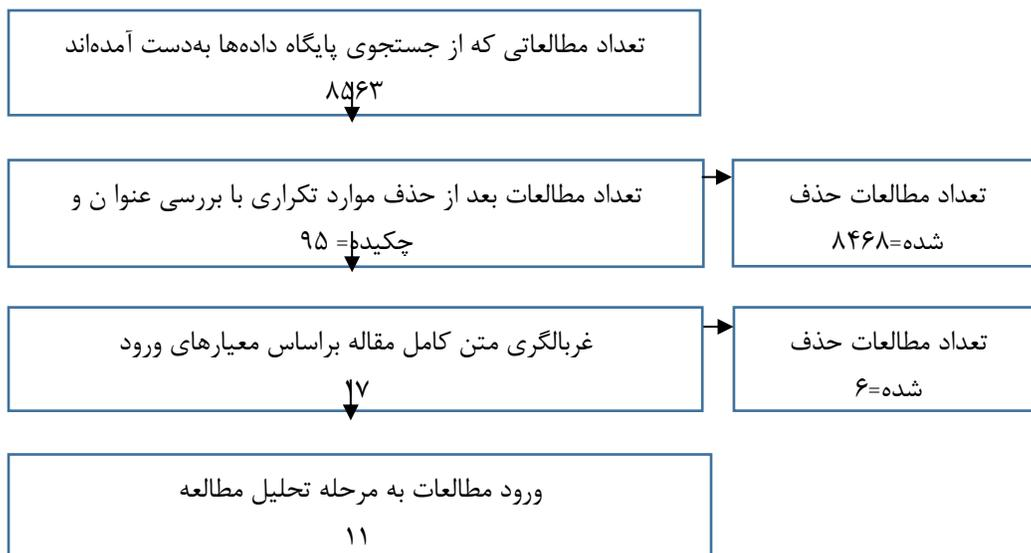 تعداد مطالعاتی که از جستجوی پایگاه داده‌ها به‌دست آمده‌اند
۸۵۶۳
تعداد مطالعات بعد از حذف موارد تکراری با بررسی عنوا ن و
چکیده= ۹۵
تعداد مطالعات حذف
شده=۸۴۶۸
غربالگری متن کامل مقاله براساس معیارهای ورود
۱۷
تعداد مطالعات حذف
شده=۶
ورود مطالعات به مرحله تحلیل مطالعه
۱۱